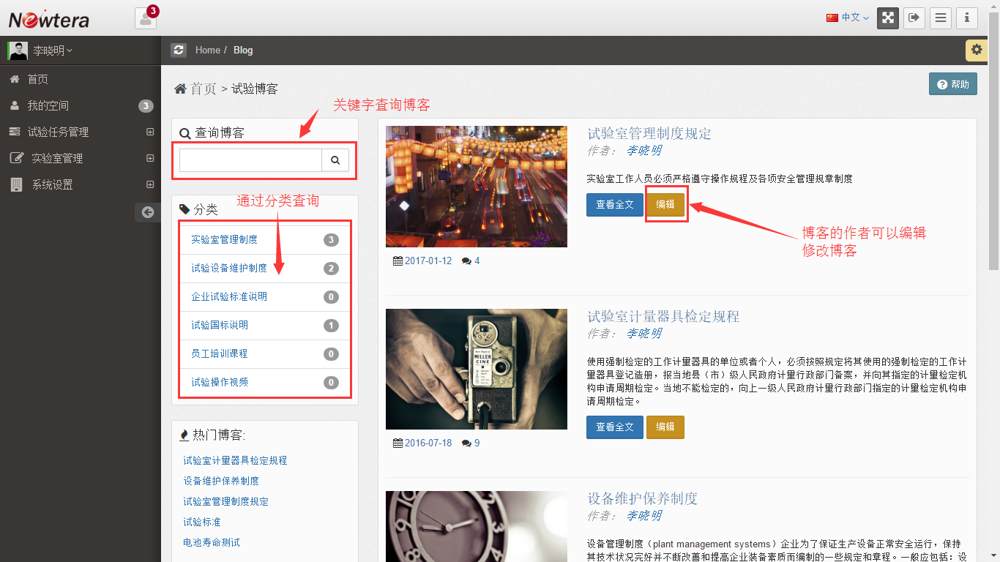 Newtera
3
中文
李晓明
Home / Blog
首页
我的空间 3
试验任务管理
实验室管理
系统设置
首页 > 试验博客
帮助
关键字查询博客
查询博客
通过分类查询
分类
实验室管理制度 3
试验设备维护制度 2
企业试验标准说明 0
试验国标说明 1
员工培训课程 0
试验操作视频 0
热门博客:
试验室计量器具检定规程
设备维护保养制度
试验室管理制度规定
试验标准
电池寿命测试
试验室管理制度规定
作者: 李晓明
实验室工作人员必须严格遵守操作规程及各项安全管理规章制度
查看全文 编辑
博客的作者可以编辑
修改博客
2017-01-12 4
MILLER
CINE
试验室计量器具检定规程
作者: 李晓明
使用强制检定的工作计量器具的单位或者个人，必须按照规定将其使用的强制检定的工作计
量器具登记造册，报当地县（市）级人民政府计量行政部门备案，并向其指定的计量检定机
构申请周期检定。当地不能检定的，向上一级人民政府计量行政部门指定的计量检定机构申
请周期检定。
查看全文 编辑
2016-07-18 9
设备维护保养制度
作者: 李晓明
设备管理制度（plant management systems）企业为了保证生产设备正常安全运行，保持
其技术状况完好并不断改善和提高企业装备素质而编制的一些规定和章程。一般应包括：设